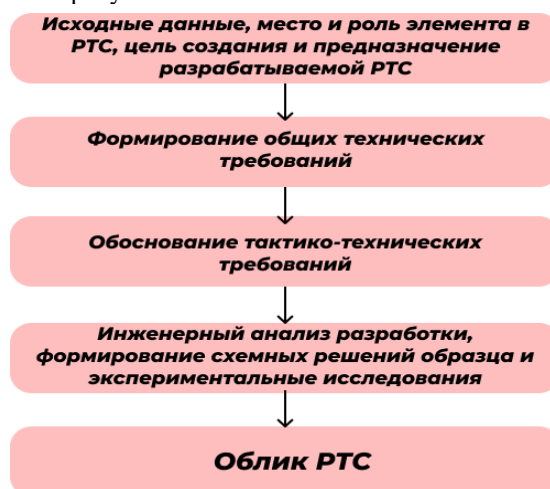 Исходные данные, место и роль элемента в
РТС, цель создания и предназначение
разрабатываемой РТС
Формирование общих технических
требований
Обоснование тактико-технических
требований
Инженерный анализ разработки,
формирование схемных решений образца и
экспериментальные исследования
Облик РТС